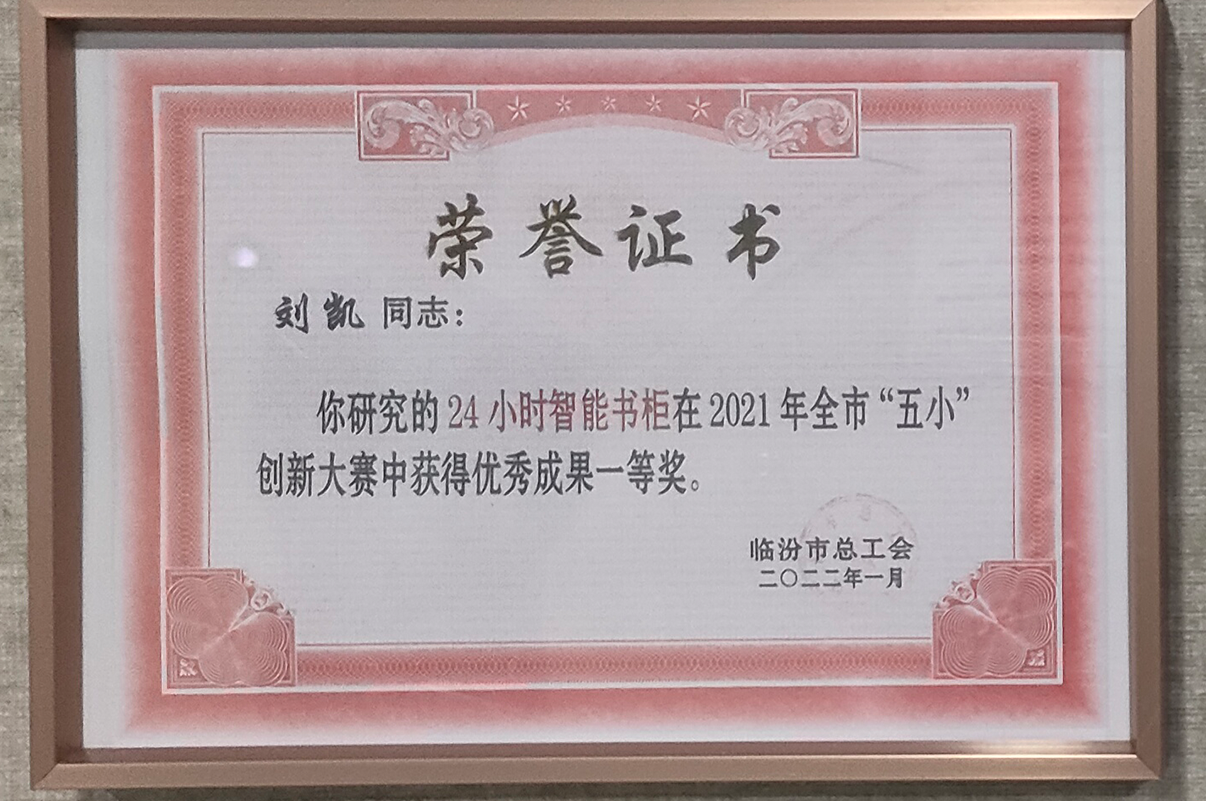 荣誉证书
刘凯 同志：
你研究的24小时智能书柜在2021年全市“五小”
创新大赛中获得优秀成果一等奖。
临汾市总工会
二〇二二年一月